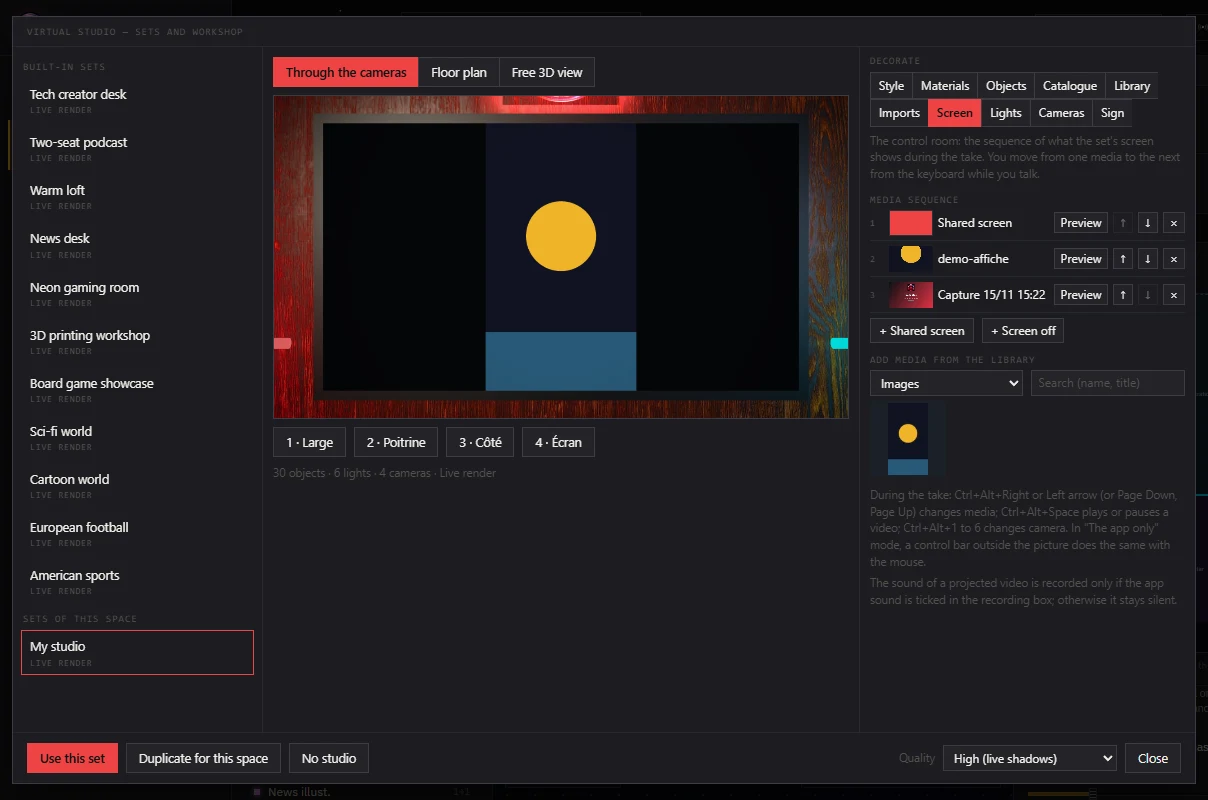 VIRTUAL STUDIO — SETS AND WORKSHOP
BUILT-IN SETS
Tech creator desk
LIVE RENDER
Two-seat podcast
LIVE RENDER
Warm loft
LIVE RENDER
News desk
LIVE RENDER
Neon gaming room
LIVE RENDER
3D printing workshop
LIVE RENDER
Board game showcase
LIVE RENDER
Sci-fi world
LIVE RENDER
Cartoon world
LIVE RENDER
European football
LIVE RENDER
American sports
LIVE RENDER
SETS OF THIS SPACE
My studio
LIVE RENDER
Through the cameras
Floor plan
Free 3D view
1 · Large
2 · Poitrine
3 · Côté
4 · Écran
30 objects · 6 lights · 4 cameras · Live render
DECORATE
Style
Materials
Objects
Catalogue
Library
Imports
Screen
Lights
Cameras
Sign
The control room: the sequence of what the set's screen
shows during the take. You move from one media to the next
from the keyboard while you talk.
MEDIA SEQUENCE
1 Shared screen Preview ↑ ↓ ×
2 demo-affiche Preview ↑ ↓ ×
3 Capture 15/11 15:22 Preview ↑ ↓ ×
+ Shared screen
+ Screen off
ADD MEDIA FROM THE LIBRARY
Images
Search (name, title)
During the take: Ctrl+Alt+Right or Left arrow (or Page Down,
Page Up) changes media; Ctrl+Alt+Space plays or pauses a
video; Ctrl+Alt+1 to 6 changes camera. In "The app only"
mode, a control bar outside the picture does the same with
the mouse.
The sound of a projected video is recorded only if the app
sound is ticked in the recording box; otherwise it stays silent.
Use this set
Duplicate for this space
No studio
Quality
High (live shadows)
Close
News illust.